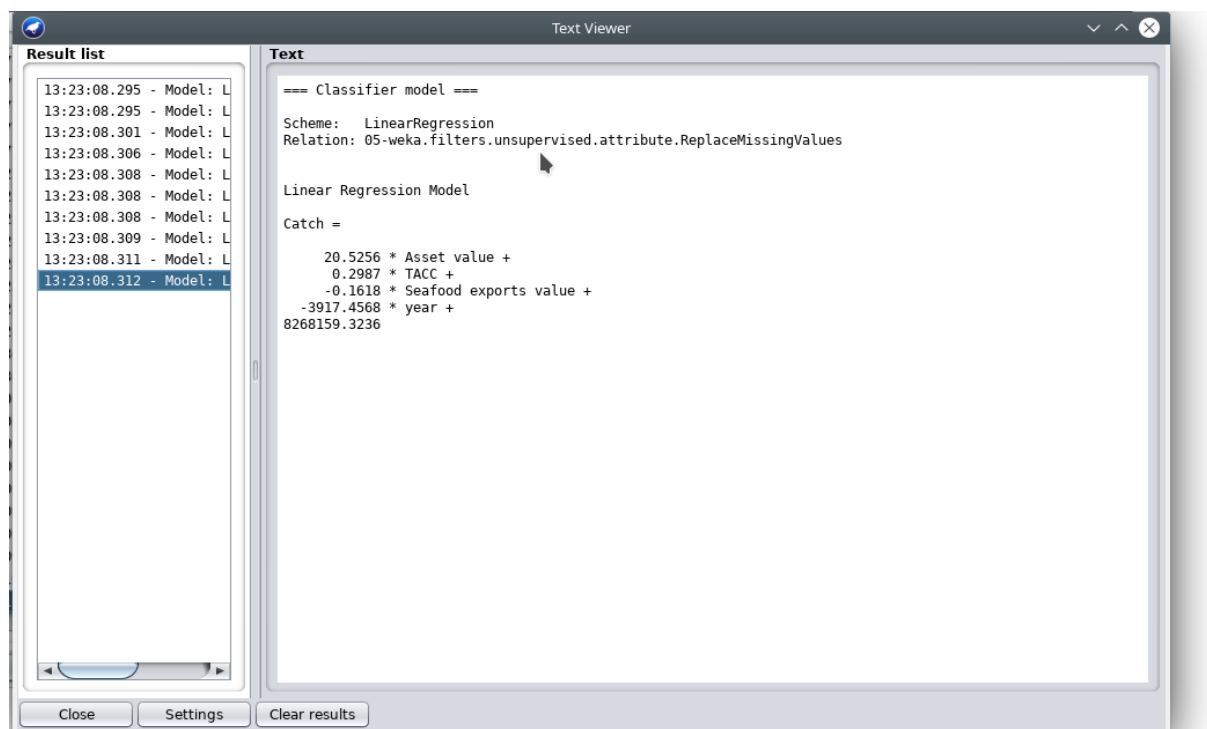 Text Viewer
Result list
13:23:08.295 - Model: L
13:23:08.295 - Model: L
13:23:08.301 - Model: L
13:23:08.306 - Model: L
13:23:08.308 - Model: L
13:23:08.308 - Model: L
13:23:08.308 - Model: L
13:23:08.309 - Model: L
13:23:08.311 - Model: L
13:23:08.312 - Model: L
Text
=== Classifier model ===
Scheme: LinearRegression
Relation: 05-weka.filters.unsupervised.attribute.ReplaceMissingValues
Linear Regression Model
Catch =
20.5256 * Asset value +
0.2987 * TACC +
-0.1618 * Seafood exports value +
-3917.4568 * year +
8268159.3236
Close
Settings
Clear results